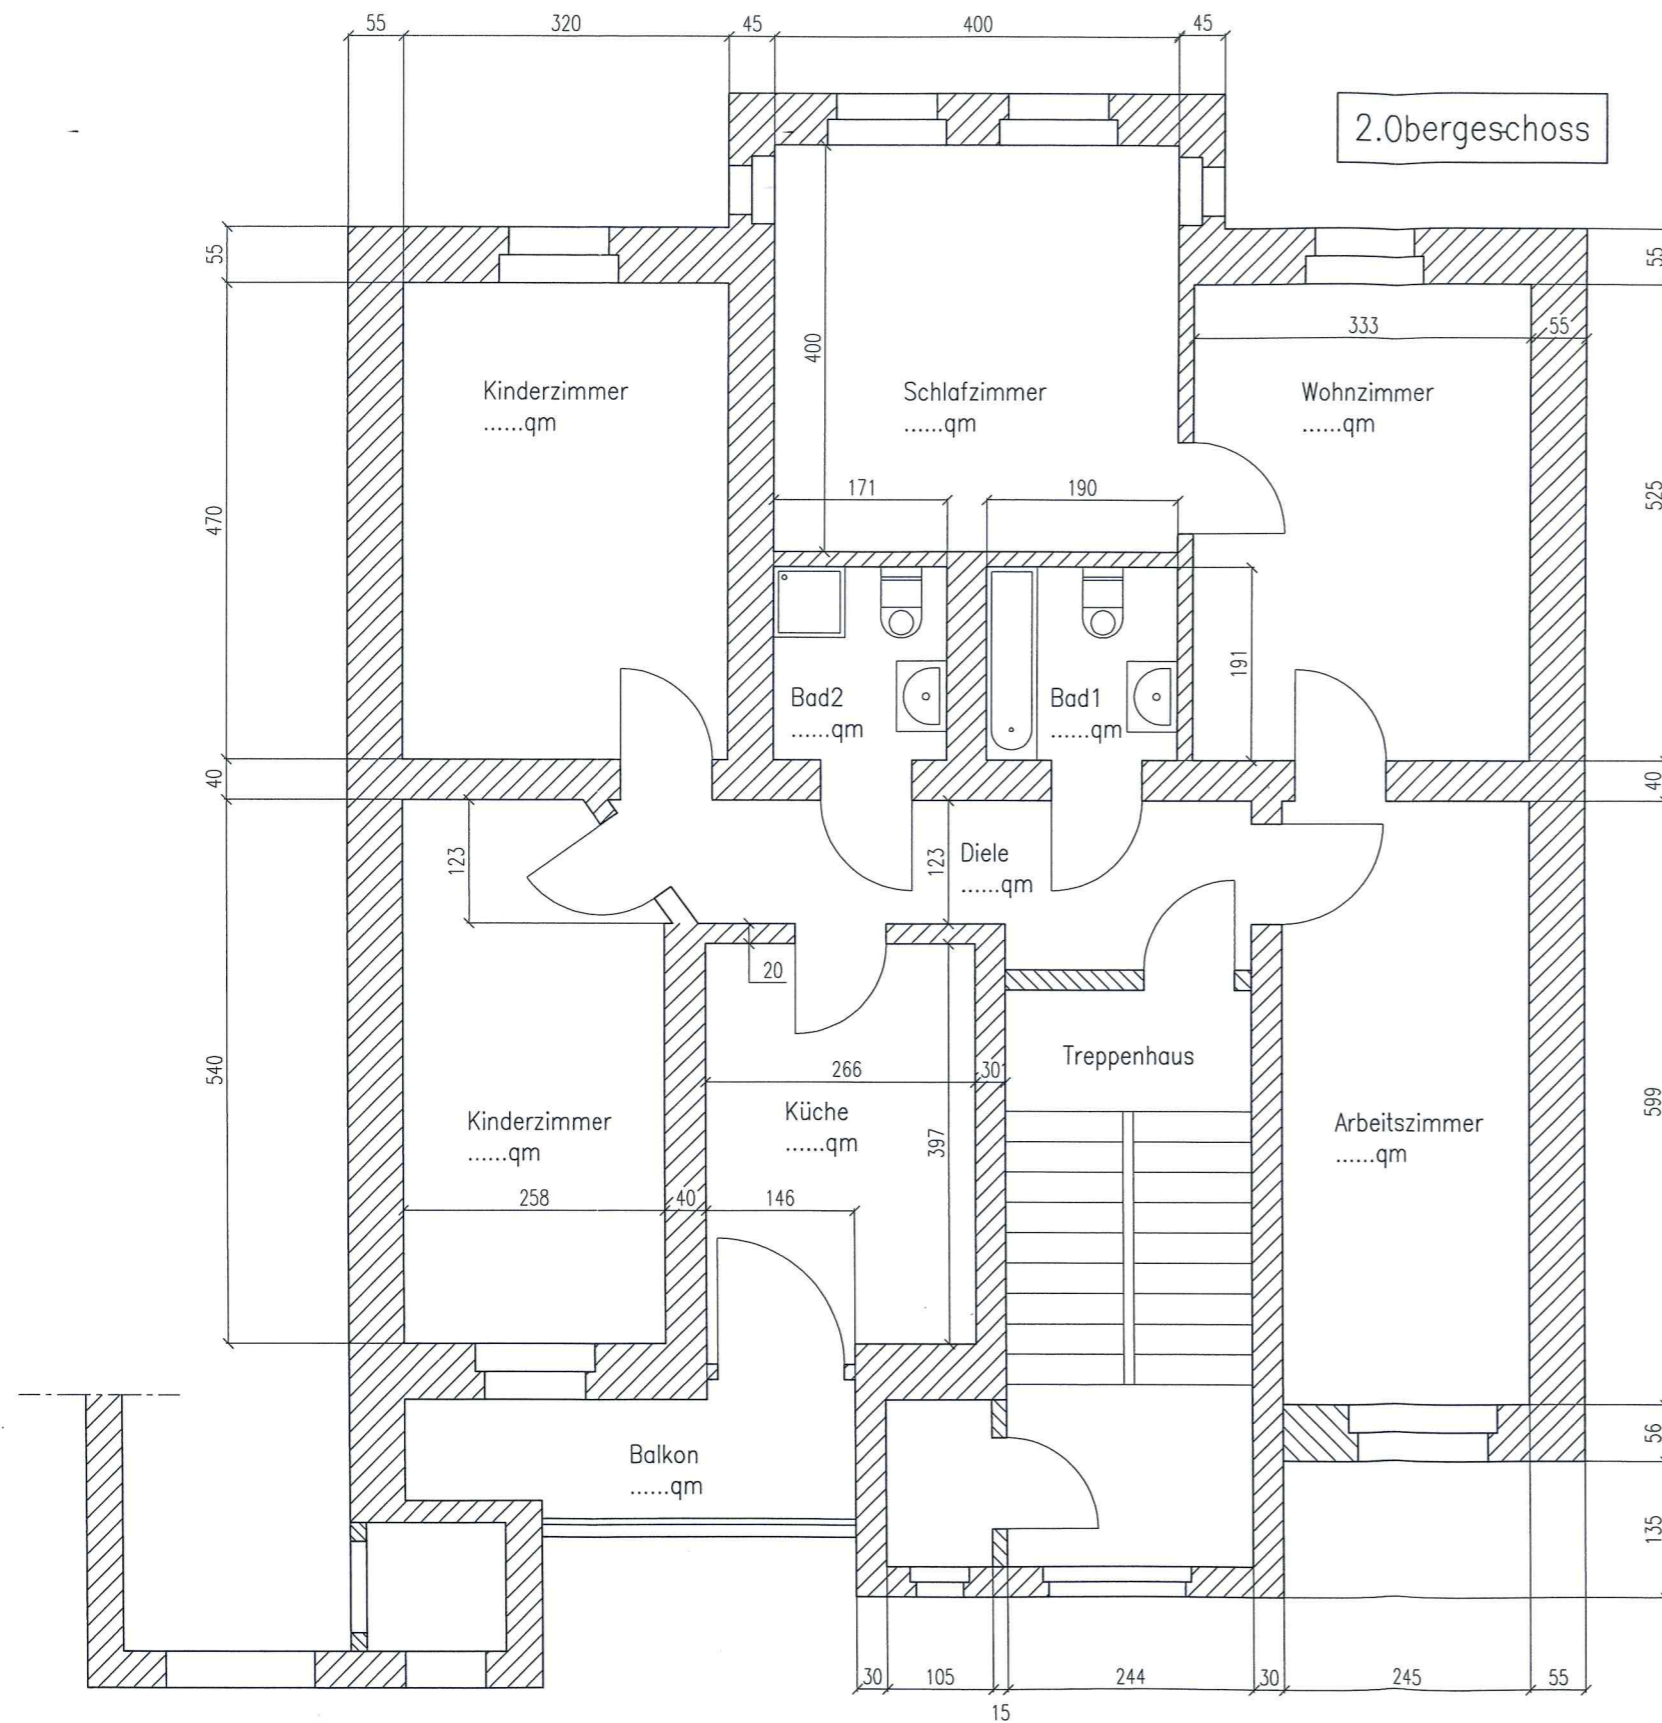 55 320 45 400 45
2.Obergeschoss
55
55
333 55
400
Kinderzimmer
......qm
Schlafzimmer
......qm
Wohnzimmer
......qm
171 190
470
525
191
Bad2
......qm
Bad1
......qm
40
40
123
123
Diele
......qm
20
540
266 30
Treppenhaus
Kinderzimmer
......qm
Küche
......qm
397
599
Arbeitszimmer
......qm
258 40 146
56
Balkon
......qm
135
30 105 244 30 245 55
15